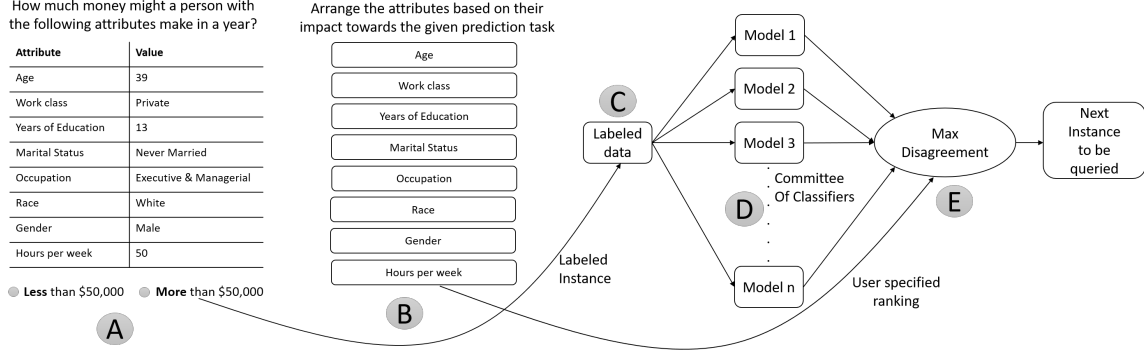 How much money might a person with
the following attributes make in a year?
Attribute Value
Age 39
Work class Private
Years of Education 13
Marital Status Never Married
Occupation Executive & Managerial
Race White
Gender Male
Hours per week 50
Less than $50,000 More than $50,000
A
Arrange the attributes based on their
impact towards the given prediction task
Age
Work class
Years of Education
Marital Status
Occupation
Race
Gender
Hours per week
B
C
Labeled
data
Labeled
Instance
Model 1
Model 2
Model 3
Committee
Of Classifiers
D
Model n
Max
Disagreement
E
User specified
ranking
Next
Instance
to be
queried